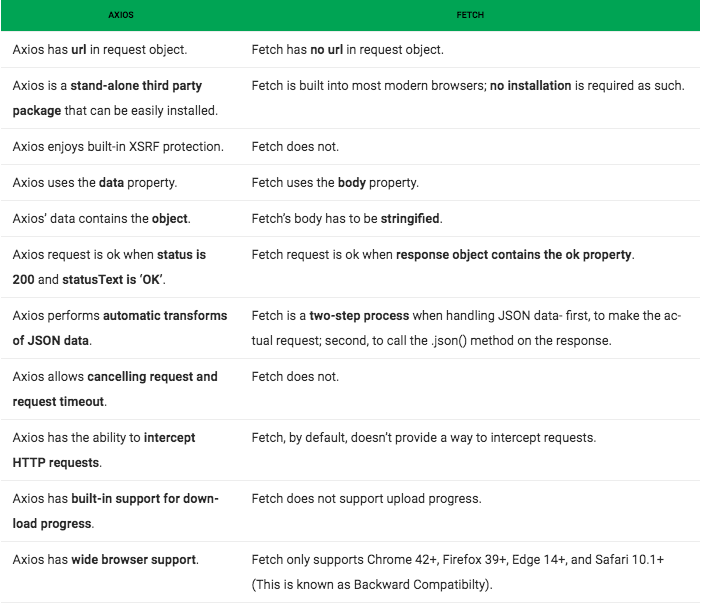 AXIOS FETCH
Axios has url in request object. Fetch has no url in request object.
Axios is a stand-alone third party Fetch is built into most modern browsers; no installation is required as such.
package that can be easily installed.
Axios enjoys built-in XSRF protection. Fetch does not.
Axios uses the data property. Fetch uses the body property.
Axios’ data contains the object. Fetch’s body has to be stringified.
Axios request is ok when status is Fetch request is ok when response object contains the ok property.
200 and statusText is ‘OK’.
Axios performs automatic transforms Fetch is a two-step process when handling JSON data- first, to make the ac-
of JSON data. tual request; second, to call the .json() method on the response.
Axios allows cancelling request and Fetch does not.
request timeout.
Axios has the ability to intercept Fetch, by default, doesn’t provide a way to intercept requests.
HTTP requests.
Axios has built-in support for down- Fetch does not support upload progress.
load progress.
Axios has wide browser support. Fetch only supports Chrome 42+, Firefox 39+, Edge 14+, and Safari 10.1+
(This is known as Backward Compatibilty).